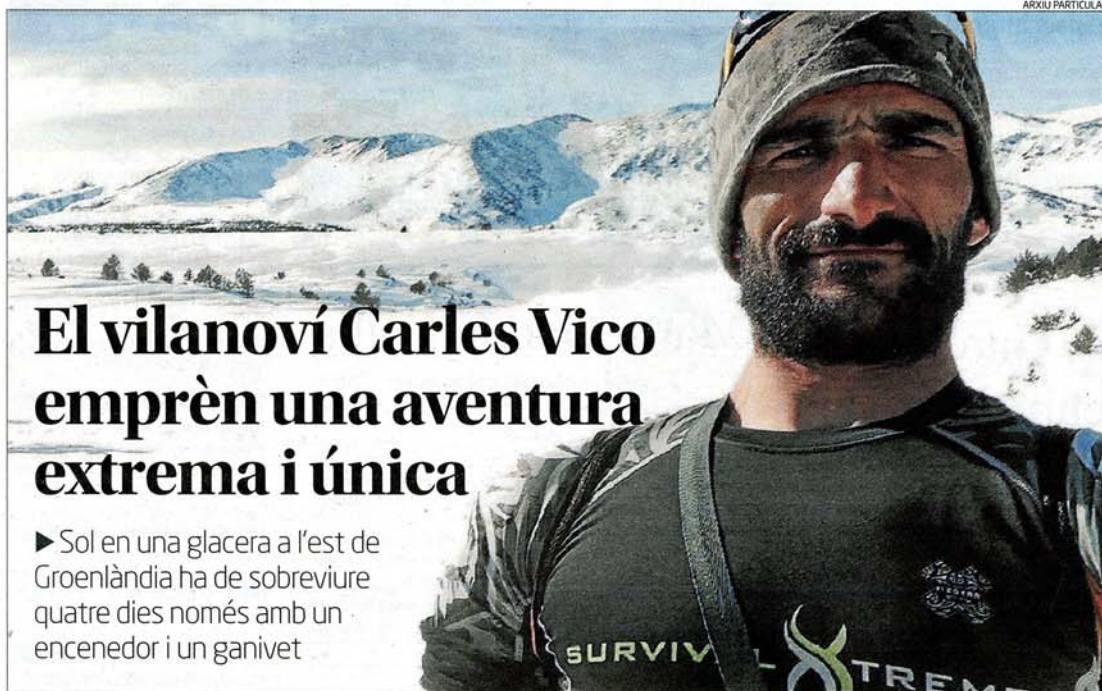 ARXIU PARTICULA
El vilanoví Carles Vico
emprèn una aventura
extrema i única
▶ Sol en una glacera a l'est de
Groenlàndia ha de sobreviure
quatre dies només amb un
encenedor i un ganivet
SURVIV L XTREM